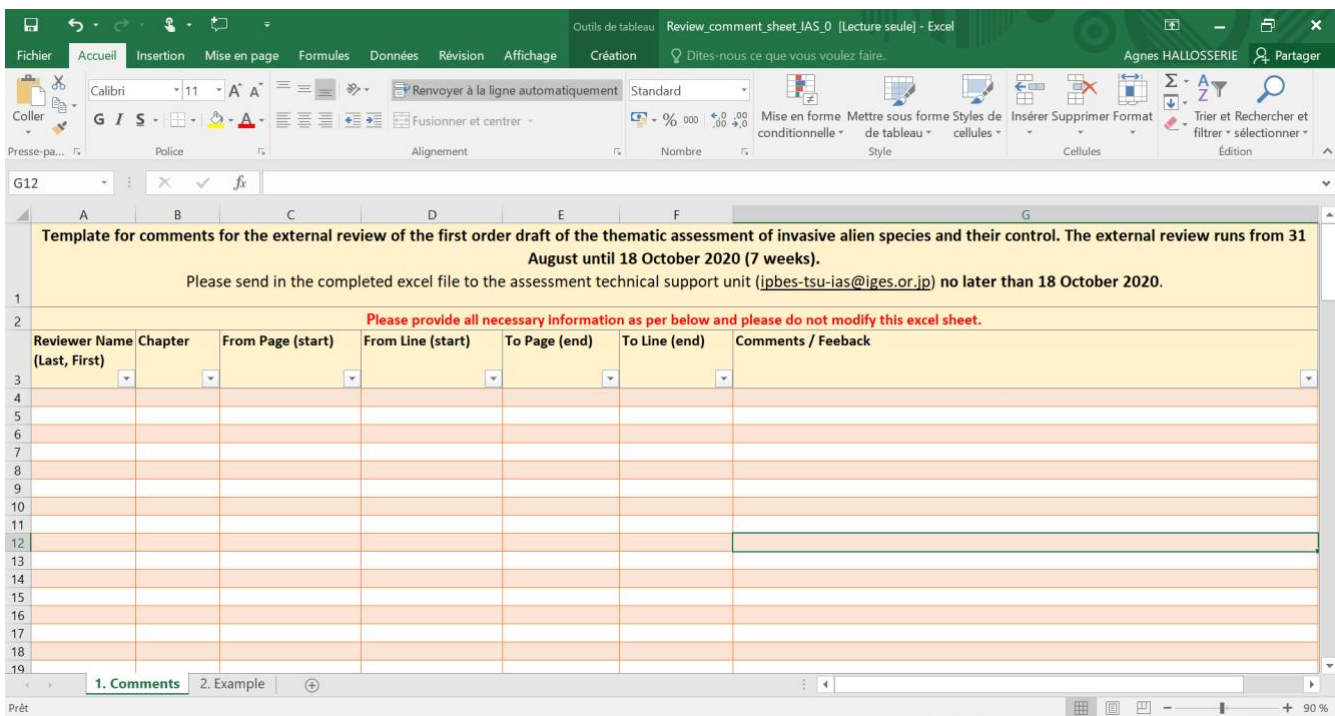 Outils de tableau Review_comment_sheet_IAS_0 [Lecture seule] - Excel
Fichier Accueil Insertion Mise en page Formules Données Révision Affichage Création Dites-nous ce que vous voulez faire. Agnes HALLOSSERIE Partager
Coller
Calibri 11 A A
G I S A
Renvoyer à la ligne automatiquement
Fusionner et centrer
Standard
% 000 ,00 ,0
Mise en forme conditionnelle
Mettre sous forme de tableau
Styles de cellules
Insérer Supprimer Format
Trier et filtrer
Rechercher et sélectionner
Presse-pa... Police Alignement Nombre Style Cellules Édition
G12 fx
A B C D E F G
Template for comments for the external review of the first order draft of the thematic assessment of invasive alien species and their control. The external review runs from 31
August until 18 October 2020 (7 weeks).
Please send in the completed excel file to the assessment technical support unit (ipbes-tsu-ias@iges.or.jp) no later than 18 October 2020.
1
2 Please provide all necessary information as per below and please do not modify this excel sheet.
Reviewer Name Chapter From Page (start) From Line (start) To Page (end) To Line (end) Comments / Feeback
(Last, First)
3
4
5
6
7
8
9
10
11
12
13
14
15
16
17
18
19
1. Comments 2. Example
Prêt 90 %